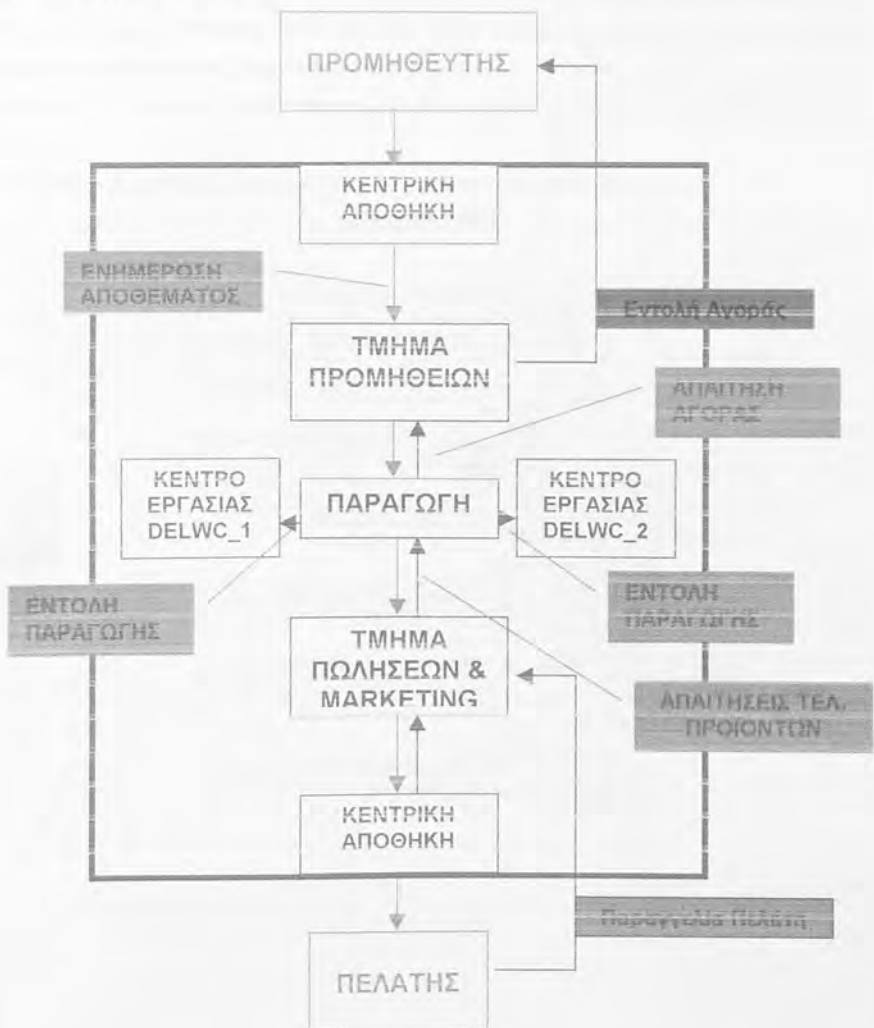 ΠΡΟΜΗΘΕΥΤΗΣ
ΚΕΝΤΡΙΚΗ
ΑΠΟΘΗΚΗ
ΕΝΗΜΕΡΩΣΗ
ΑΠΟΘΕΜΑΤΟΣ
Εντολή Αγοράς
ΤΜΗΜΑ
ΠΡΟΜΗΘΕΙΩΝ
ΑΠΑΙΤΗΣΗ
ΑΓΟΡΑΣ
ΚΕΝΤΡΟ
ΕΡΓΑΣΙΑΣ
DELWC_1
ΠΑΡΑΓΩΓΗ
ΚΕΝΤΡΟ
ΕΡΓΑΣΙΑΣ
DELWC_2
ΕΝΤΟΛΗ
ΠΑΡΑΓΩΓΗΣ
ΕΝΤΟΛΗ
ΠΑΡΑΓΩΓΗΣ
ΤΜΗΜΑ
ΠΩΛΗΣΕΩΝ &
MARKETING
ΑΠΑΙΤΗΣΕΙΣ ΤΕΛ.
ΠΡΟΪΟΝΤΩΝ
ΚΕΝΤΡΙΚΗ
ΑΠΟΘΗΚΗ
Παραγγελία Πελάτη
ΠΕΛΑΤΗΣ